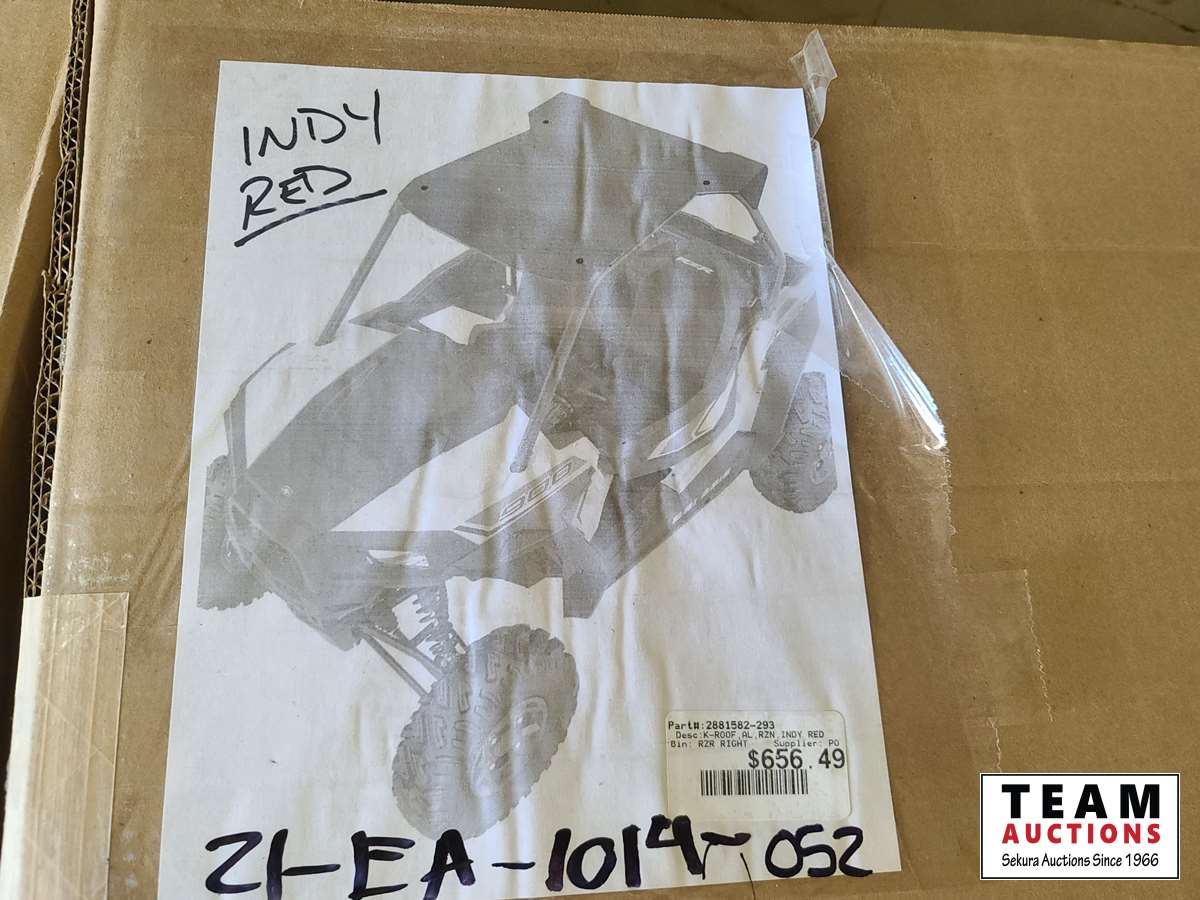 INDY
RED
RZR
Part#:2881582-293
Desc:K-ROOF,AL,RZN,INDY RED
Bin: RZR RIGHT Supplier: PO
$656.49
21-EA-1014-052
TEAM
AUCTIONS
Sekura Auctions Since 1966